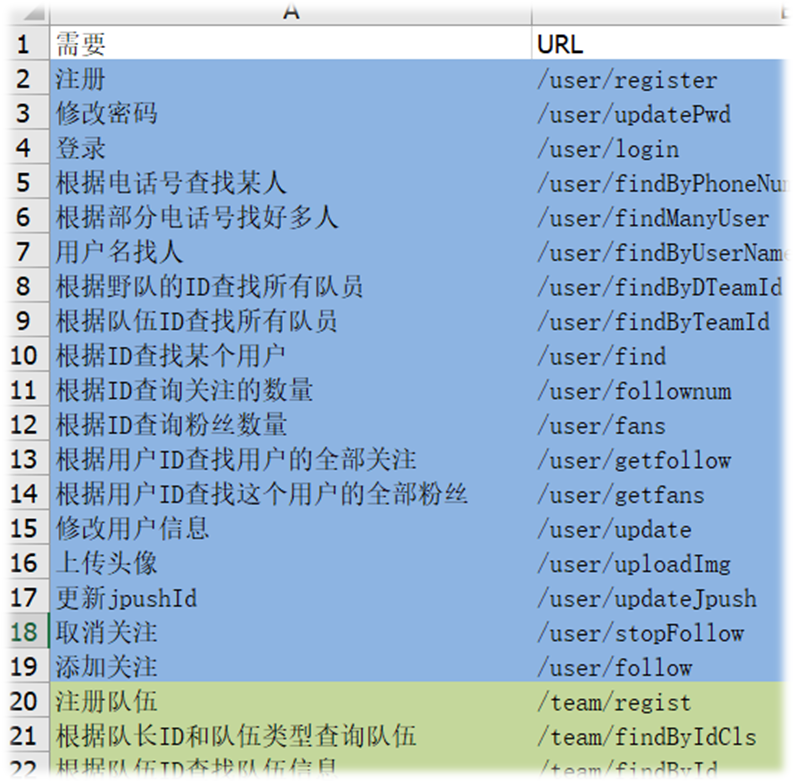 A
1 需要 URL
2 注册 /user/register
3 修改密码 /user/updatePwd
4 登录 /user/login
5 根据电话号查找某人 /user/findByPhoneNum
6 根据部分电话号找好多人 /user/findManyUser
7 用户名找人 /user/findByUserName
8 根据野队的ID查找所有队员 /user/findByDTeamId
9 根据队伍ID查找所有队员 /user/findByTeamId
10 根据ID查找某个用户 /user/find
11 根据ID查询关注的数量 /user/follownum
12 根据ID查询粉丝数量 /user/fans
13 根据用户ID查找用户的全部关注 /user/getfollow
14 根据用户ID查找这个用户的全部粉丝 /user/getfans
15 修改用户信息 /user/update
16 上传头像 /user/uploadImg
17 更新jpushId /user/updateJpush
18 取消关注 /user/stopFollow
19 添加关注 /user/follow
20 注册队伍 /team/regist
21 根据队长ID和队伍类型查询队伍 /team/findByIdCls
22 根据队伍ID查找队伍信息 /team/findById